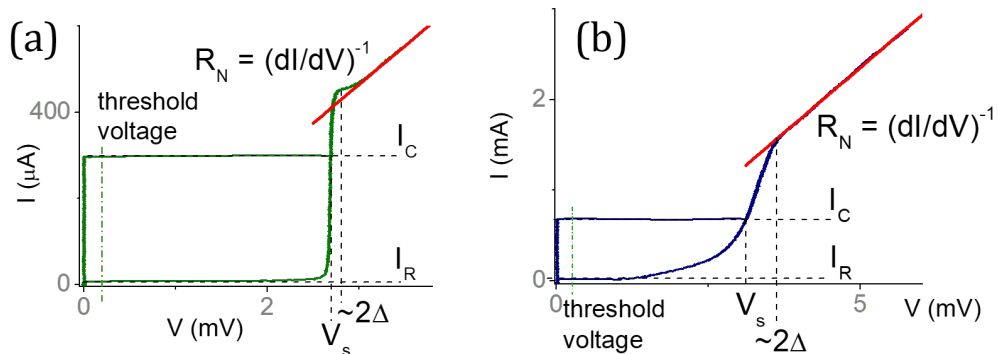 (a)
R_N = (dI/dV)^-1
threshold
voltage
400
I (μA)
I_C
I_R
0
0
2
V (mV)
V_s
~2Δ
(b)
2
I (mA)
R_N = (dI/dV)^-1
I_C
I_R
0
0
5
V (mV)
threshold
voltage
V_s
~2Δ